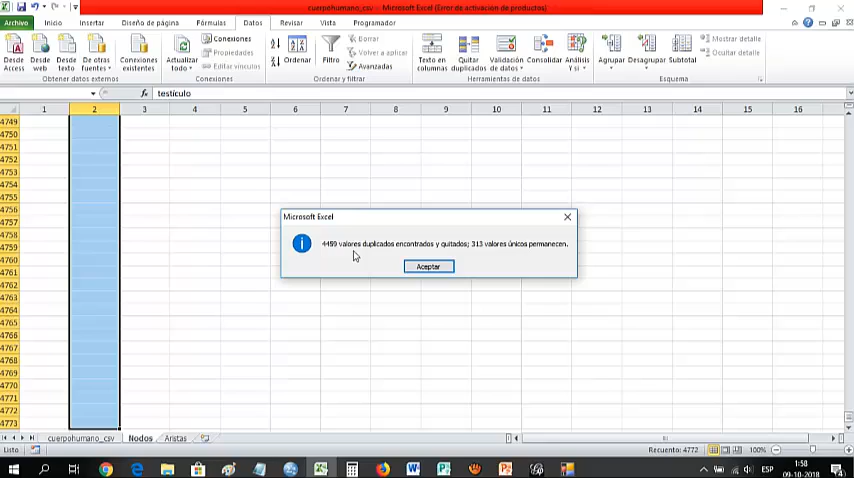 cuerpohumano_csv - Microsoft Excel (Error de activación de productos)
Archivo Inicio Insertar Diseño de página Fórmulas Datos Revisar Vista Programador
Desde Access
Desde web
Desde texto
De otras fuentes
Conexiones existentes
Obtener datos externos
Actualizar todo
Conexiones
Propiedades
Editar vínculos
Conexiones
Ordenar
Filtro
Borrar
Volver a aplicar
Avanzadas
Ordenar y filtrar
Texto en columnas
Quitar duplicados
Validación de datos
Consolidar
Análisis Y si
Herramientas de datos
Agrupar
Desagrupar
Subtotal
Mostrar detalle
Ocultar detalle
Esquema
fx testículo
1 2 3 4 5 6 7 8 9 10 11 12 13 14 15 16
4749
4750
4751
4752
4753
4754
4755
4756
4757
4758
4759
4760
4761
4762
4763
4764
4765
4766
4767
4768
4769
4770
4771
4772
4773
Microsoft Excel
4459 valores duplicados encontrados y quitados; 313 valores únicos permanecen.
Aceptar
cuerpohumano_csv Nodos Aristas
Listo Recuento: 4772 100%
ESP
1:58
09-10-2018